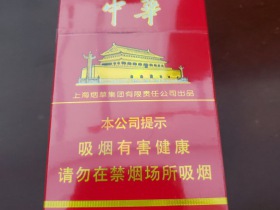 中華
上海烟草集团有限责任公司出品
本公司提示
吸烟有害健康
请勿在禁烟场所吸烟